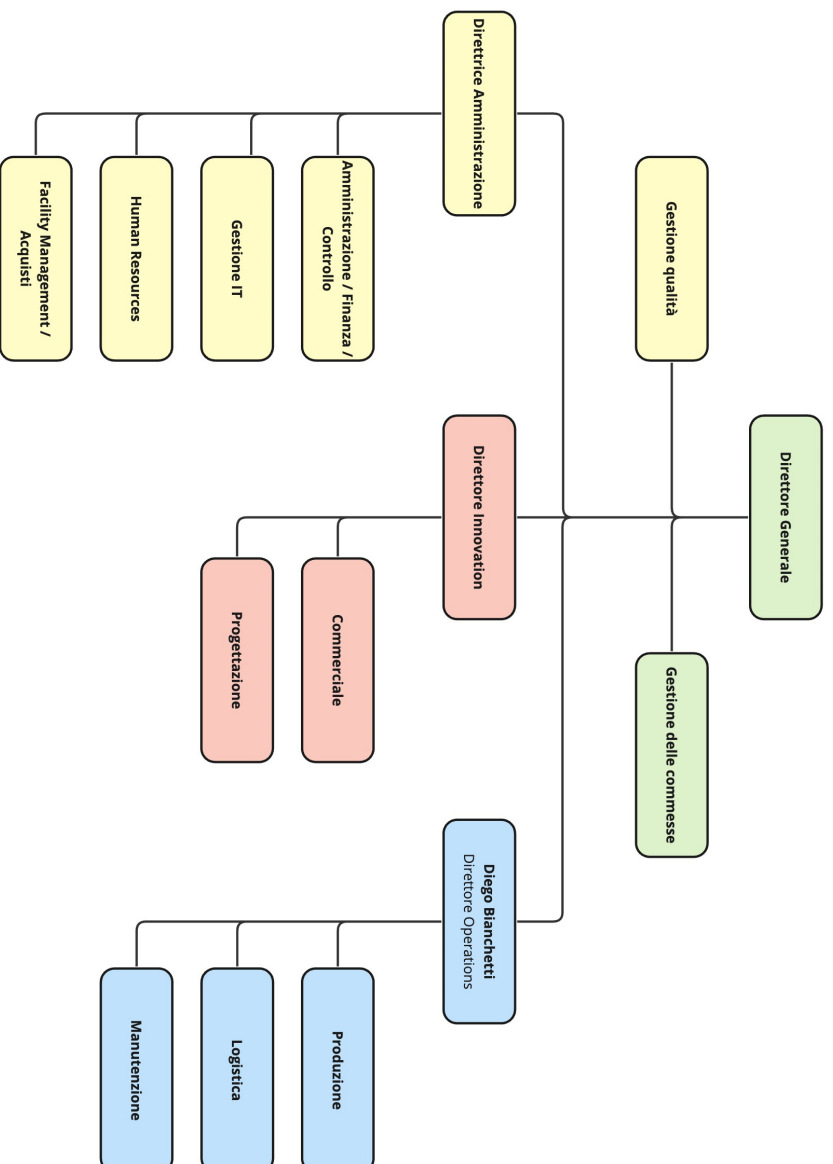 Direttore Generale
Gestione qualità
Gestione delle commesse
Direttrice Amministrazione
Direttore Innovation
Diego Bianchetti
Direttore Operations
Amministrazione / Finanza /
Controllo
Commerciale
Produzione
Gestione IT
Progettazione
Logistica
Human Resources
Manutenzione
Facility Management /
Acquisti